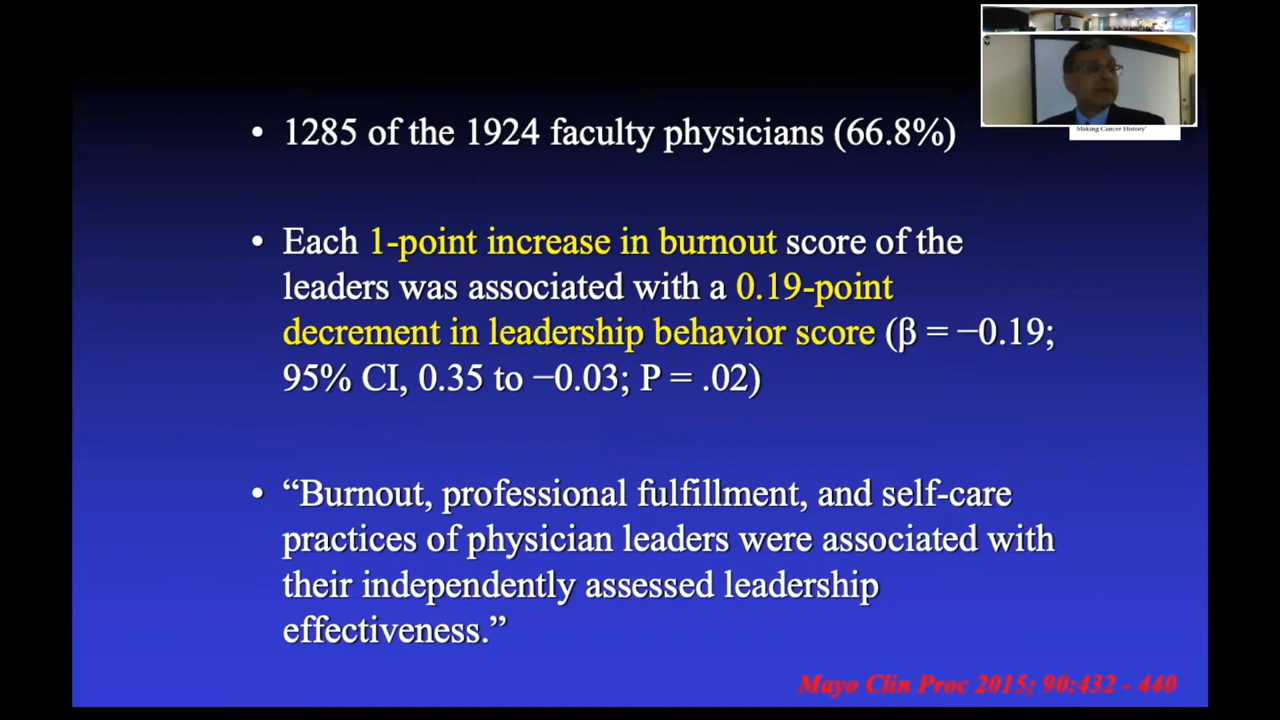 Making Cancer History'
• 1285 of the 1924 faculty physicians (66.8%)
• Each 1-point increase in burnout score of the
leaders was associated with a 0.19-point
decrement in leadership behavior score (β = −0.19;
95% CI, 0.35 to −0.03; P = .02)
• “Burnout, professional fulfillment, and self-care
practices of physician leaders were associated with
their independently assessed leadership
effectiveness.”
Mayo Clin Proc 2015; 90:432 - 440